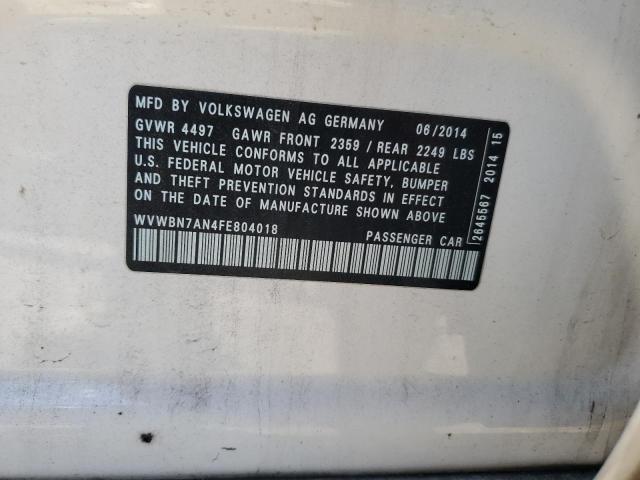 MFD BY VOLKSWAGEN AG GERMANY 06/2014
GVWR 4497 GAWR FRONT 2359 / REAR 2249 LBS
THIS VEHICLE CONFORMS TO ALL APPLICABLE
U.S. FEDERAL MOTOR VEHICLE SAFETY, BUMPER
AND THEFT PREVENTION STANDARDS IN EFFECT
ON THE DATE OF MANUFACTURE SHOWN ABOVE
WVWBN7AN4FE804018 PASSENGER CAR
2645567 2014 15